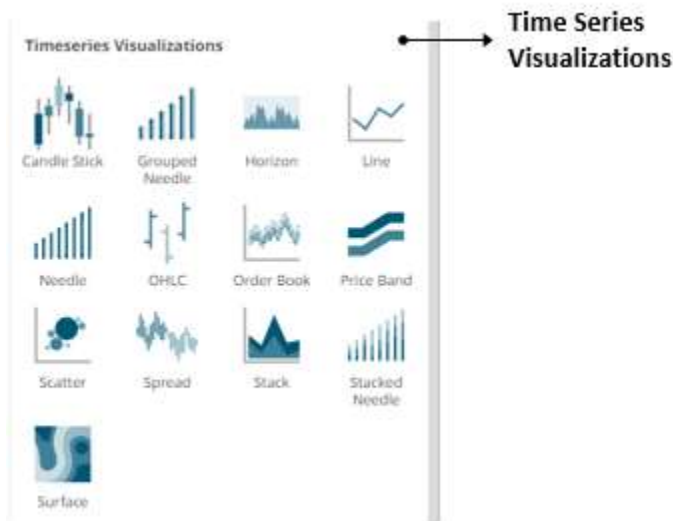 Time Series
Visualizations
Timeseries Visualizations
Candle Stick
Grouped
Needle
Horizon
Line
Needle
OHLC
Order Book
Price Band
Scatter
Spread
Stack
Stacked
Needle
Surface